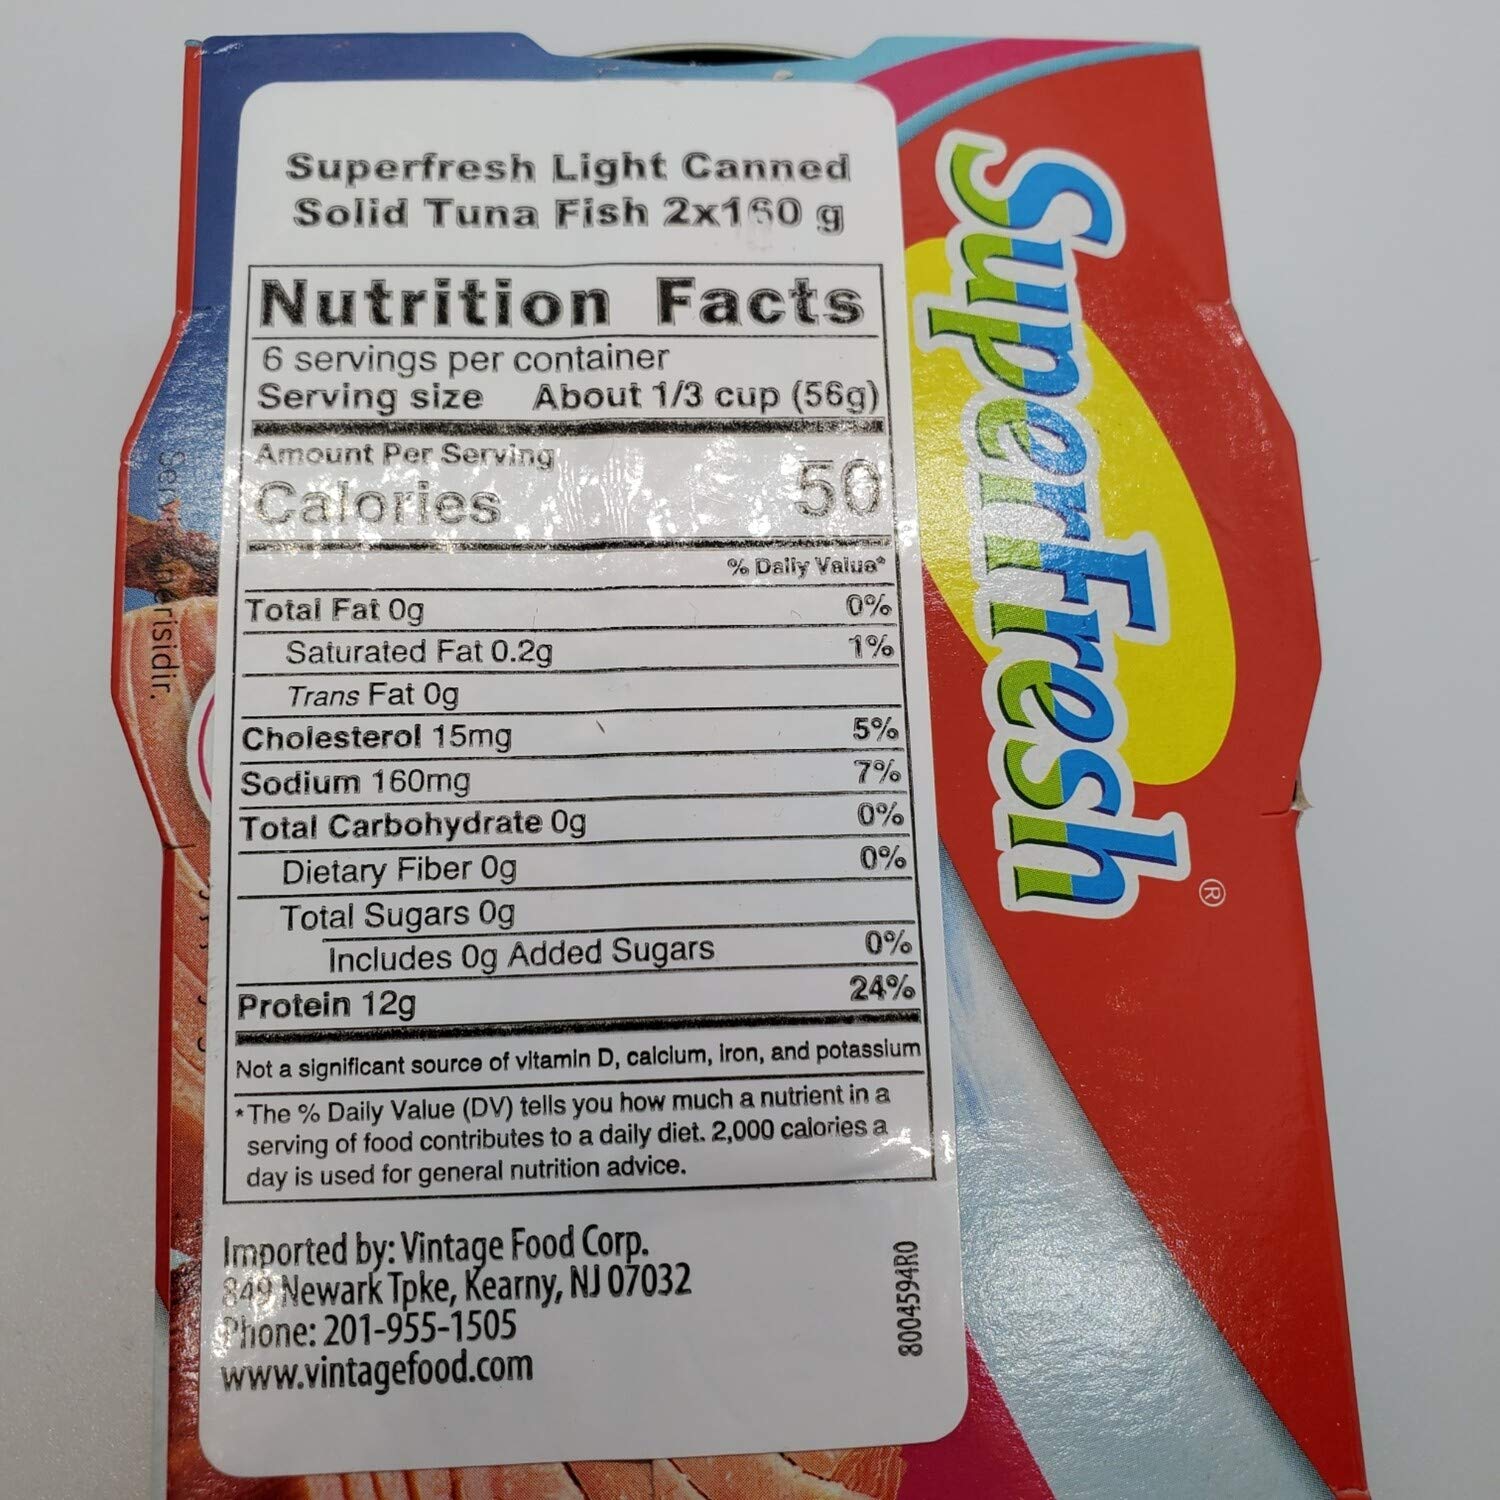 Superfresh Light Canned
Solid Tuna Fish 2x160 g
Nutrition Facts
6 servings per container
Serving size About 1/3 cup (56g)
Amount Per Serving
Calories 50
% Daily Value*
Total Fat 0g 0%
Saturated Fat 0.2g 1%
Trans Fat 0g
Cholesterol 15mg 5%
Sodium 160mg 7%
Total Carbohydrate 0g 0%
Dietary Fiber 0g 0%
Total Sugars 0g
Includes 0g Added Sugars 0%
Protein 12g 24%
Not a significant source of vitamin D, calcium, iron, and potassium
*The % Daily Value (DV) tells you how much a nutrient in a
serving of food contributes to a daily diet. 2,000 calories a
day is used for general nutrition advice.
Imported by: Vintage Food Corp.
849 Newark Tpke, Kearny, NJ 07032
Phone: 201-955-1505
www.vintagefood.com
8004594R0
SuperFresh®